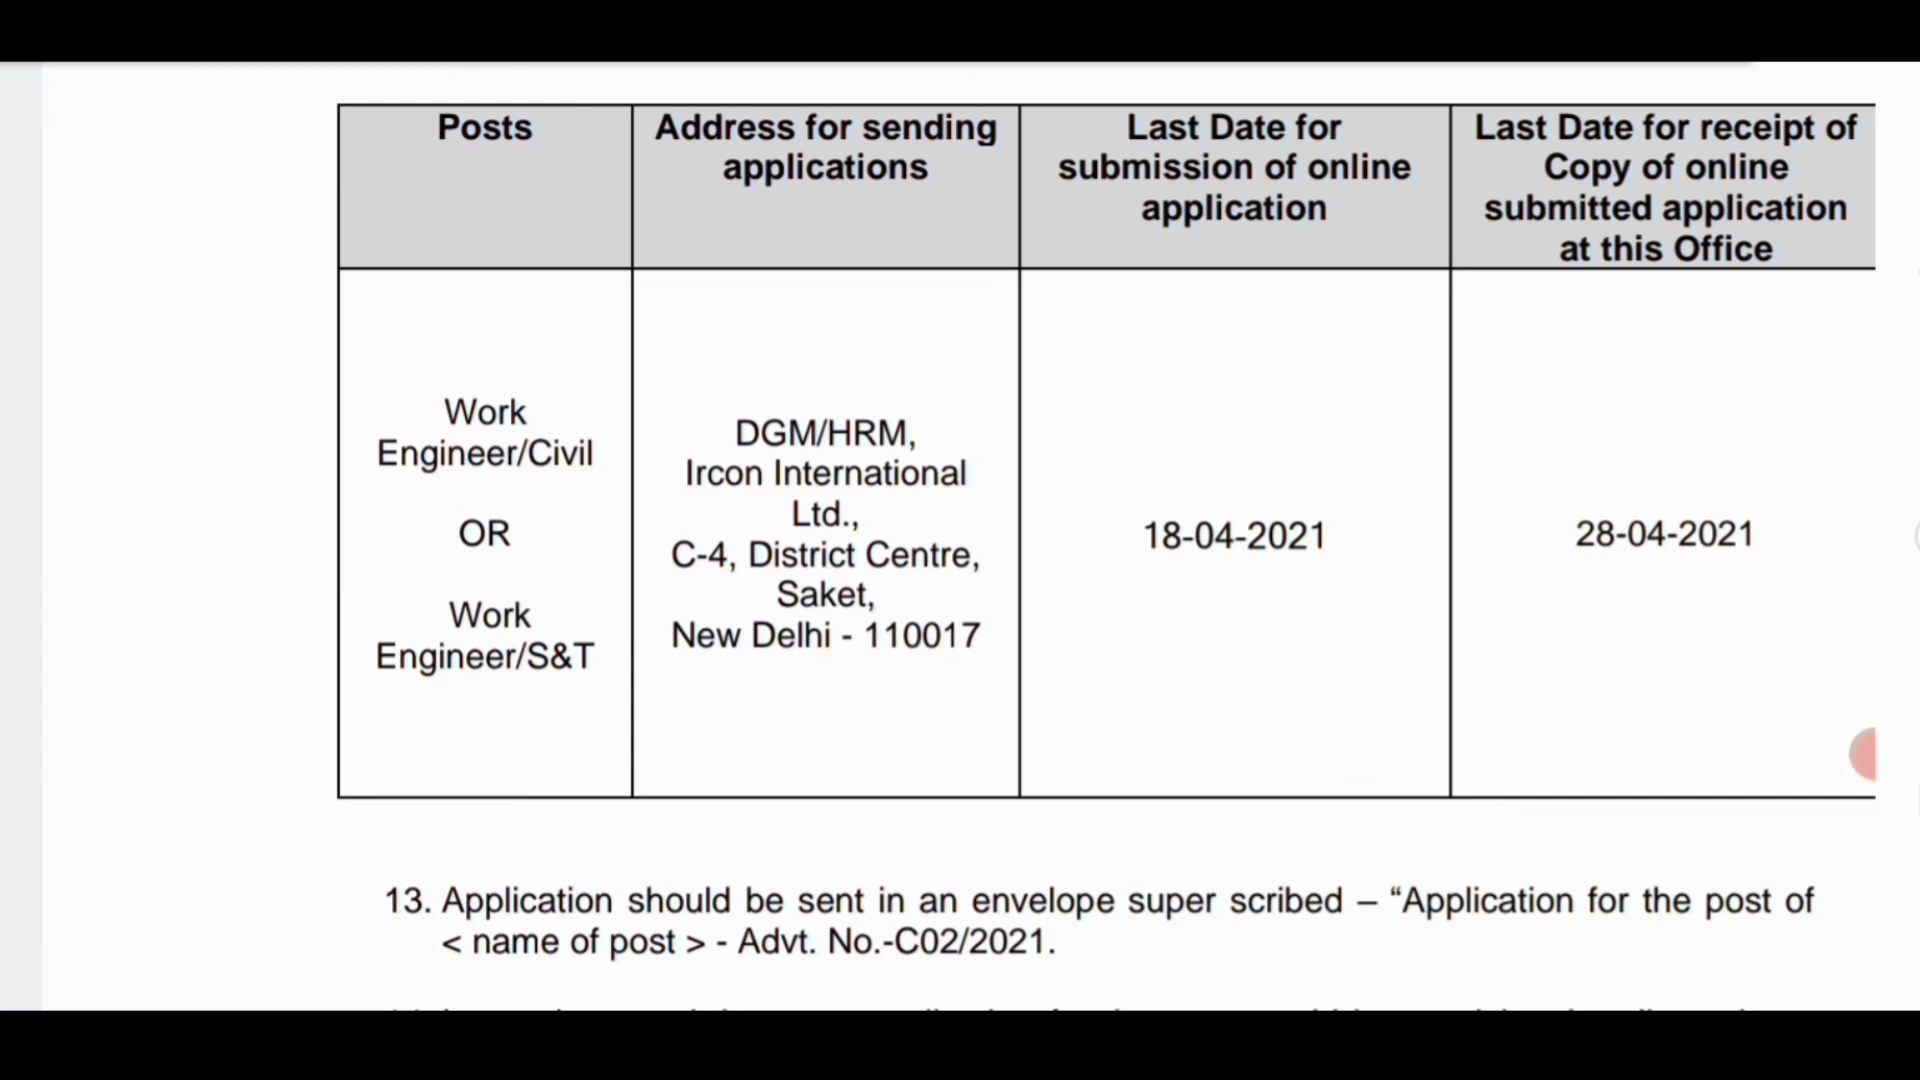 Posts
Address for sending
applications
Last Date for
submission of online
application
Last Date for receipt of
Copy of online
submitted application
at this Office
Work
Engineer/Civil
OR
Work
Engineer/S&T
DGM/HRM,
Ircon International
Ltd.,
C-4, District Centre,
Saket,
New Delhi - 110017
18-04-2021
28-04-2021
13. Application should be sent in an envelope super scribed – “Application for the post of
< name of post > - Advt. No.-C02/2021.